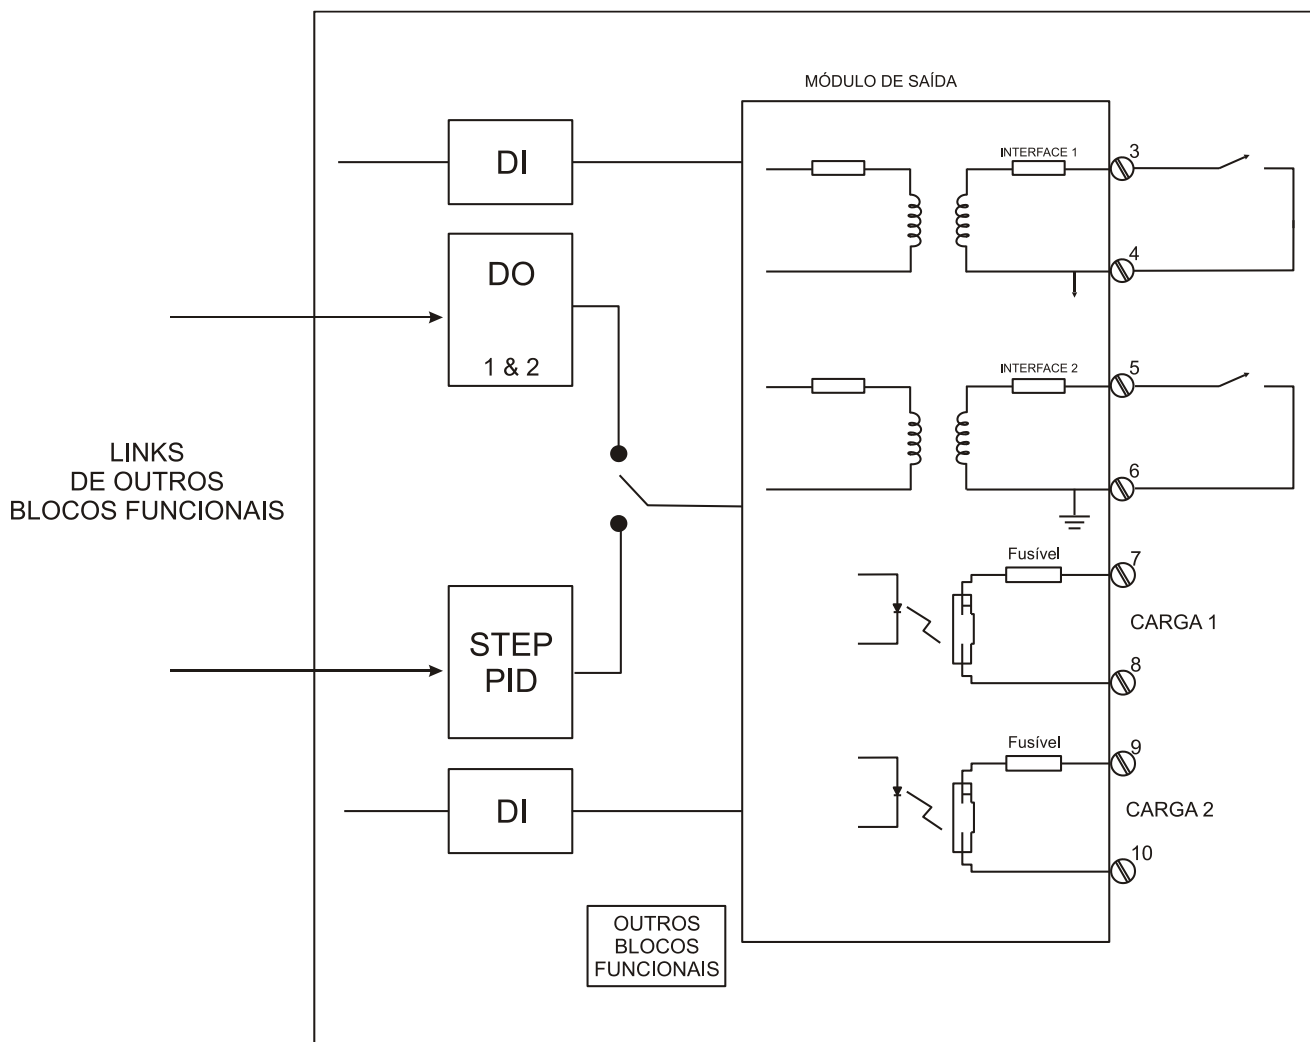 MÓDULO DE SAÍDA
DI
INTERFACE 1
3
4
DO
1 & 2
INTERFACE 2
5
6
LINKS
DE OUTROS
BLOCOS FUNCIONAIS
Fusível
7
CARGA 1
8
STEP
PID
Fusível
9
CARGA 2
10
DI
OUTROS
BLOCOS
FUNCIONAIS